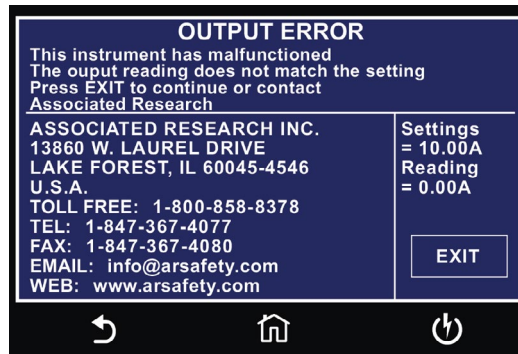 OUTPUT ERROR
This instrument has malfunctioned
The ouput reading does not match the setting
Press EXIT to continue or contact
Associated Research
ASSOCIATED RESEARCH INC.
13860 W. LAUREL DRIVE
LAKE FOREST, IL 60045-4546
U.S.A.
TOLL FREE: 1-800-858-8378
TEL: 1-847-367-4077
FAX: 1-847-367-4080
EMAIL: info@arsafety.com
WEB: www.arsafety.com
Settings
= 10.00A
Reading
= 0.00A
EXIT